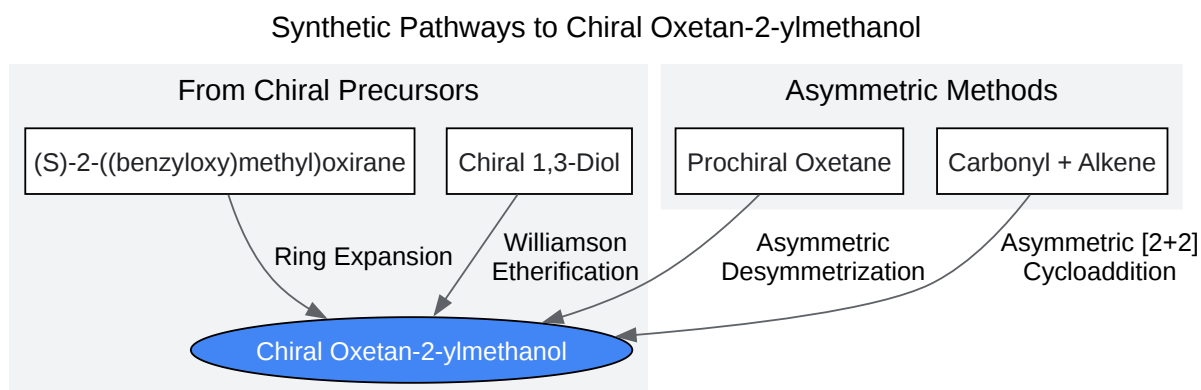 Synthetic Pathways to Chiral Oxetan-2-ylmethanol
From Chiral Precursors
Asymmetric Methods
(S)-2-((benzyloxy)methyl)oxirane
Chiral 1,3-Diol
Prochiral Oxetane
Carbonyl + Alkene
Ring Expansion
Williamson
Etherification
Asymmetric
Desymmetrization
Asymmetric [2+2]
Cycloaddition
Chiral Oxetan-2-ylmethanol